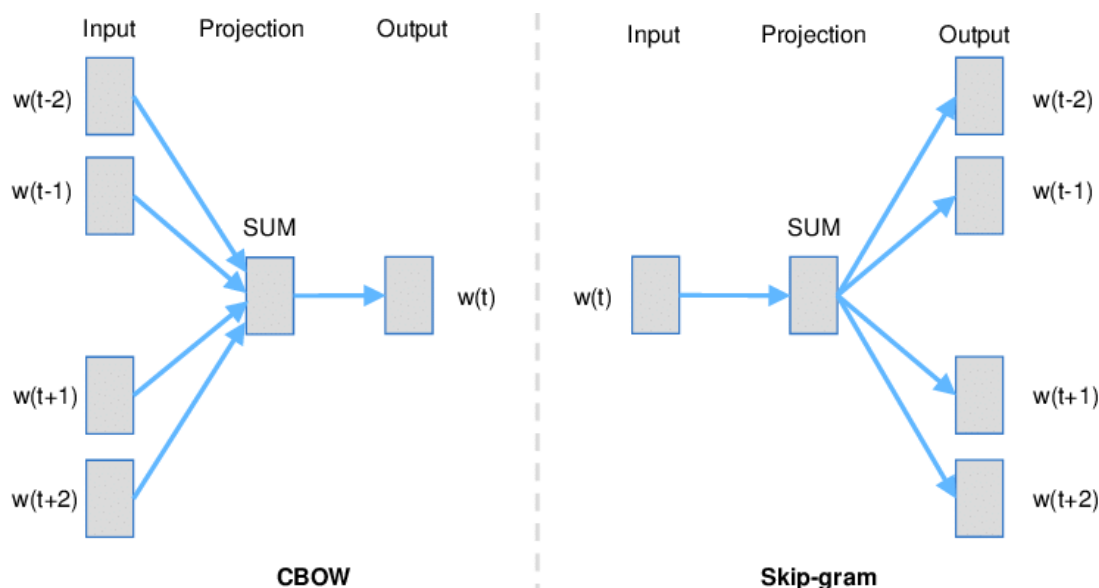 Input Projection Output
w(t-2)
w(t-1)
SUM
w(t)
w(t+1)
w(t+2)
CBOW
Input Projection Output
w(t-2)
w(t-1)
SUM
w(t)
w(t+1)
w(t+2)
Skip-gram